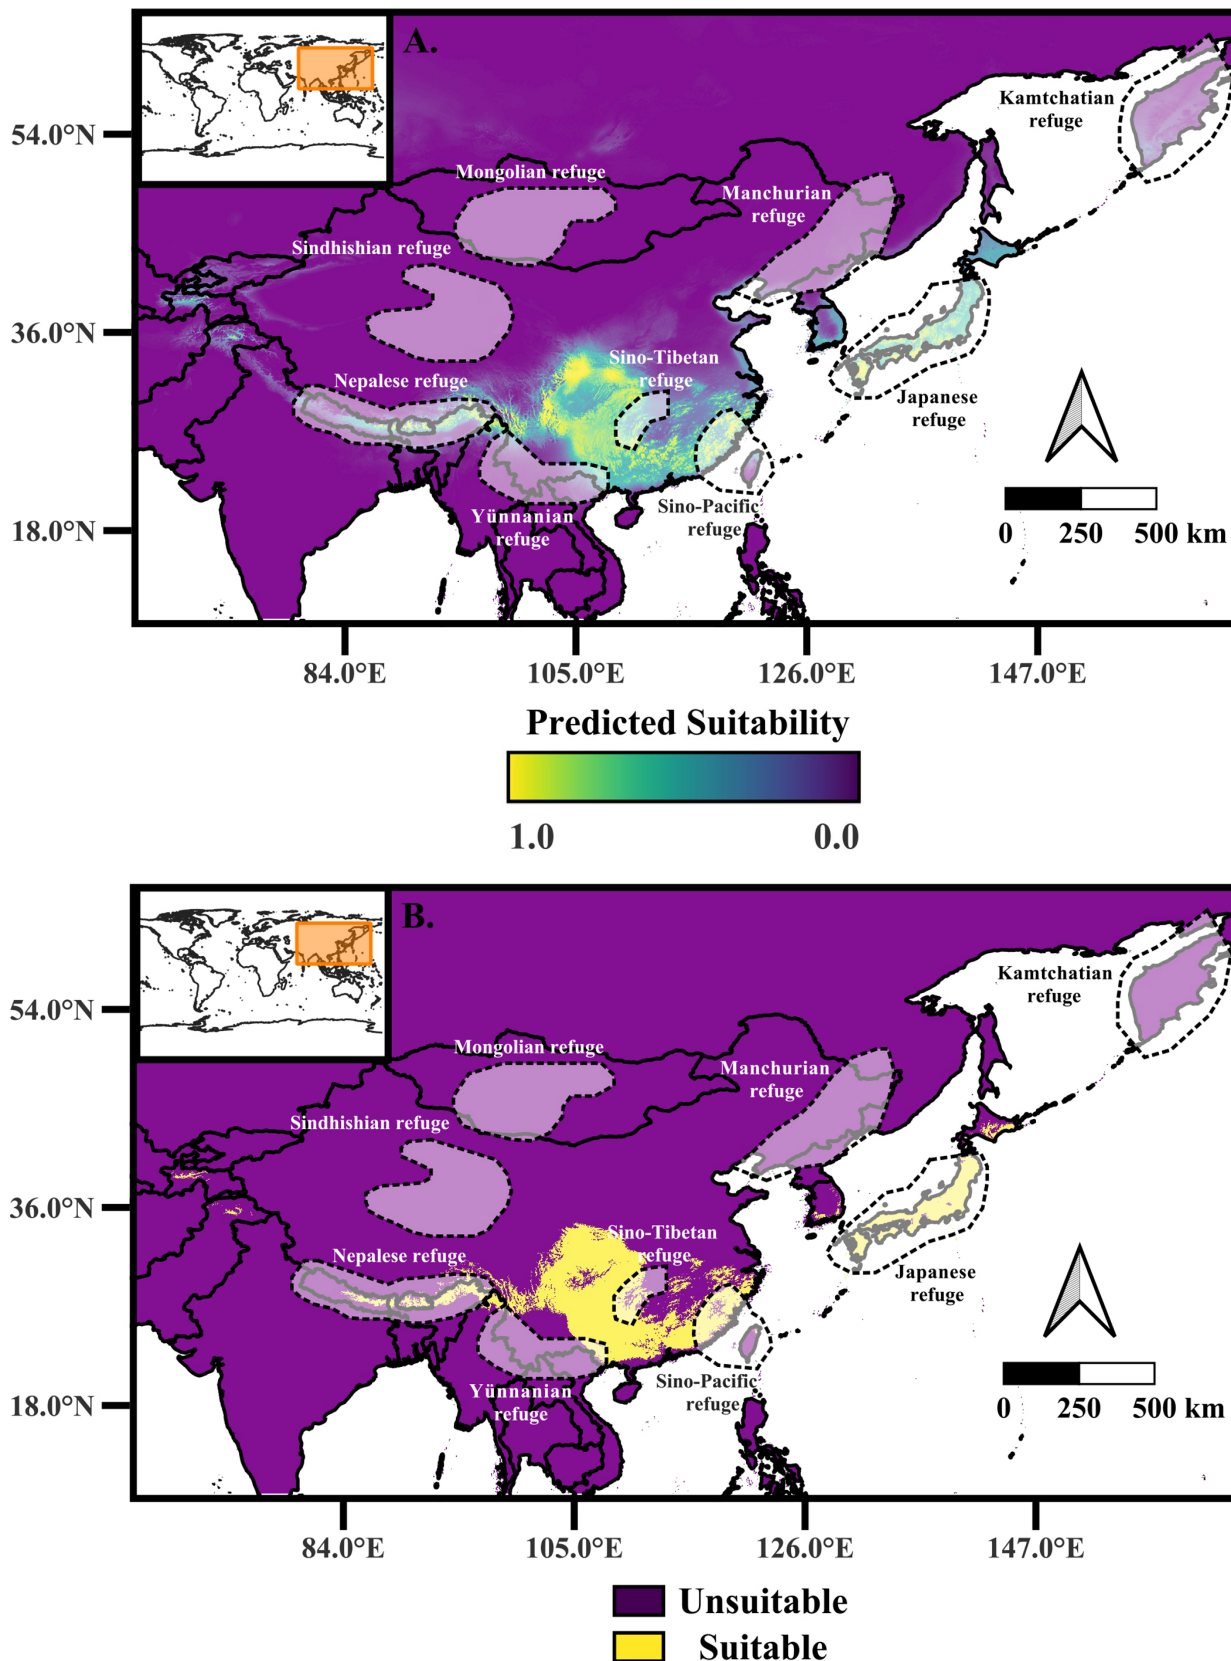 A.
Kamtchatian
refuge
54.0°N
Mongolian refuge
Manchurian
refuge
Sindhishian refuge
36.0°N
Sino-Tibetan
refuge
Nepalese refuge
Japanese
refuge
Sino-Pacific
refuge
Yünnanian
refuge
18.0°N
0 250 500 km
84.0°E 105.0°E 126.0°E 147.0°E
Predicted Suitability
1.0 0.0
B.
Kamtchatian
refuge
54.0°N
Mongolian refuge
Manchurian
refuge
Sindhishian refuge
36.0°N
Sino-Tibetan
refuge
Nepalese refuge
Japanese
refuge
Sino-Pacific
refuge
Yünnanian
refuge
18.0°N
0 250 500 km
84.0°E 105.0°E 126.0°E 147.0°E
Unsuitable
Suitable